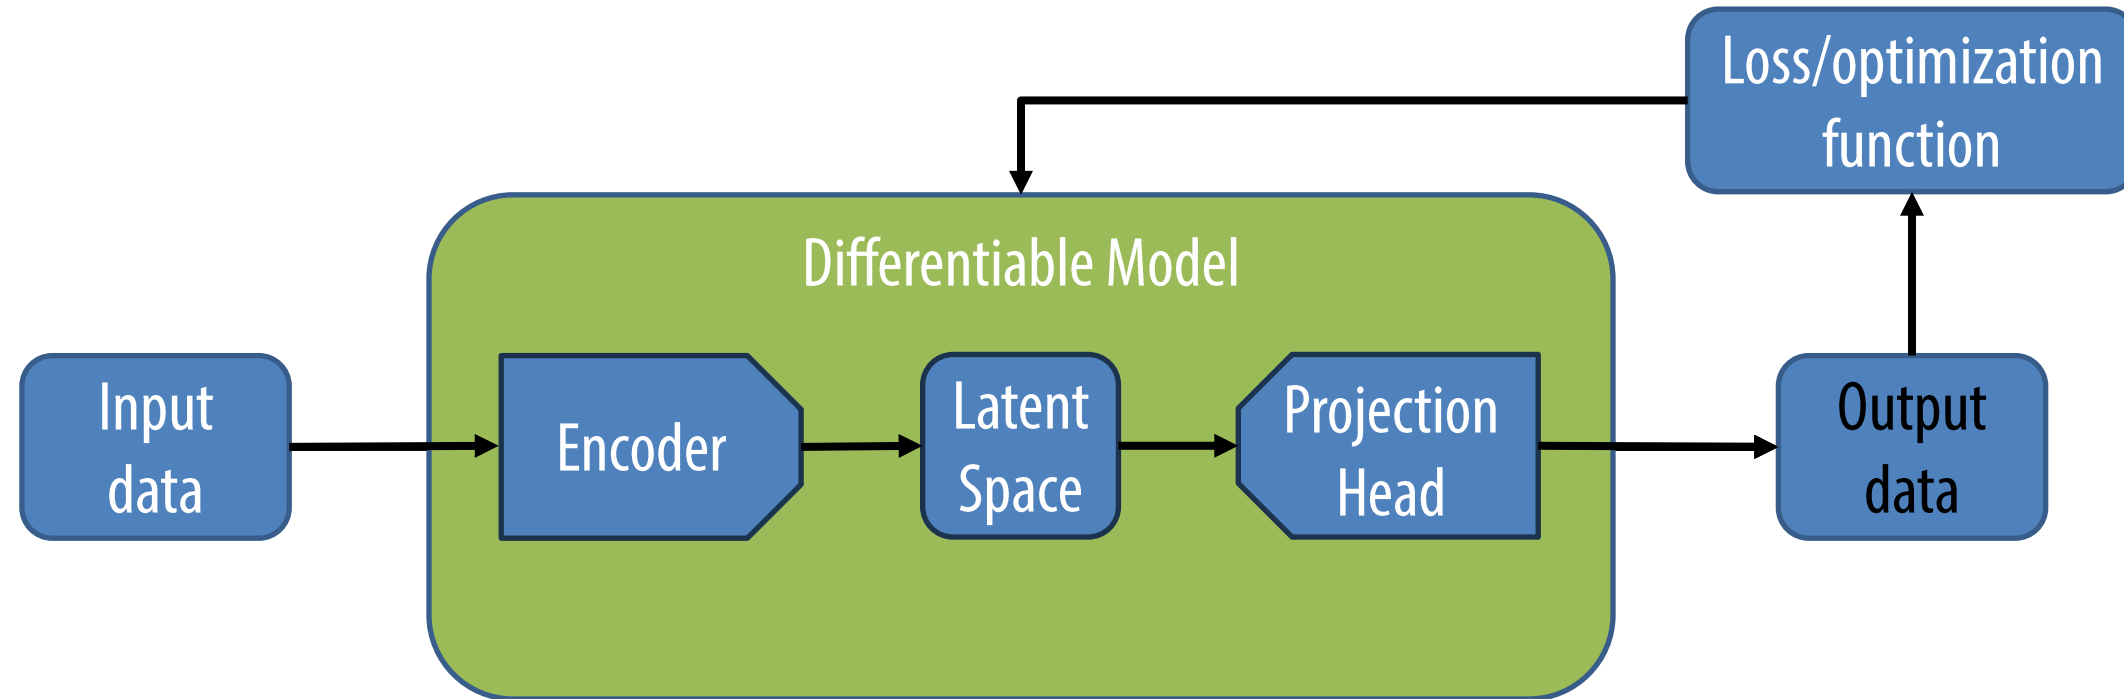 Loss/optimization
function
Differentiable Model
Input
data
Encoder
Latent
Space
Projection
Head
Output
data